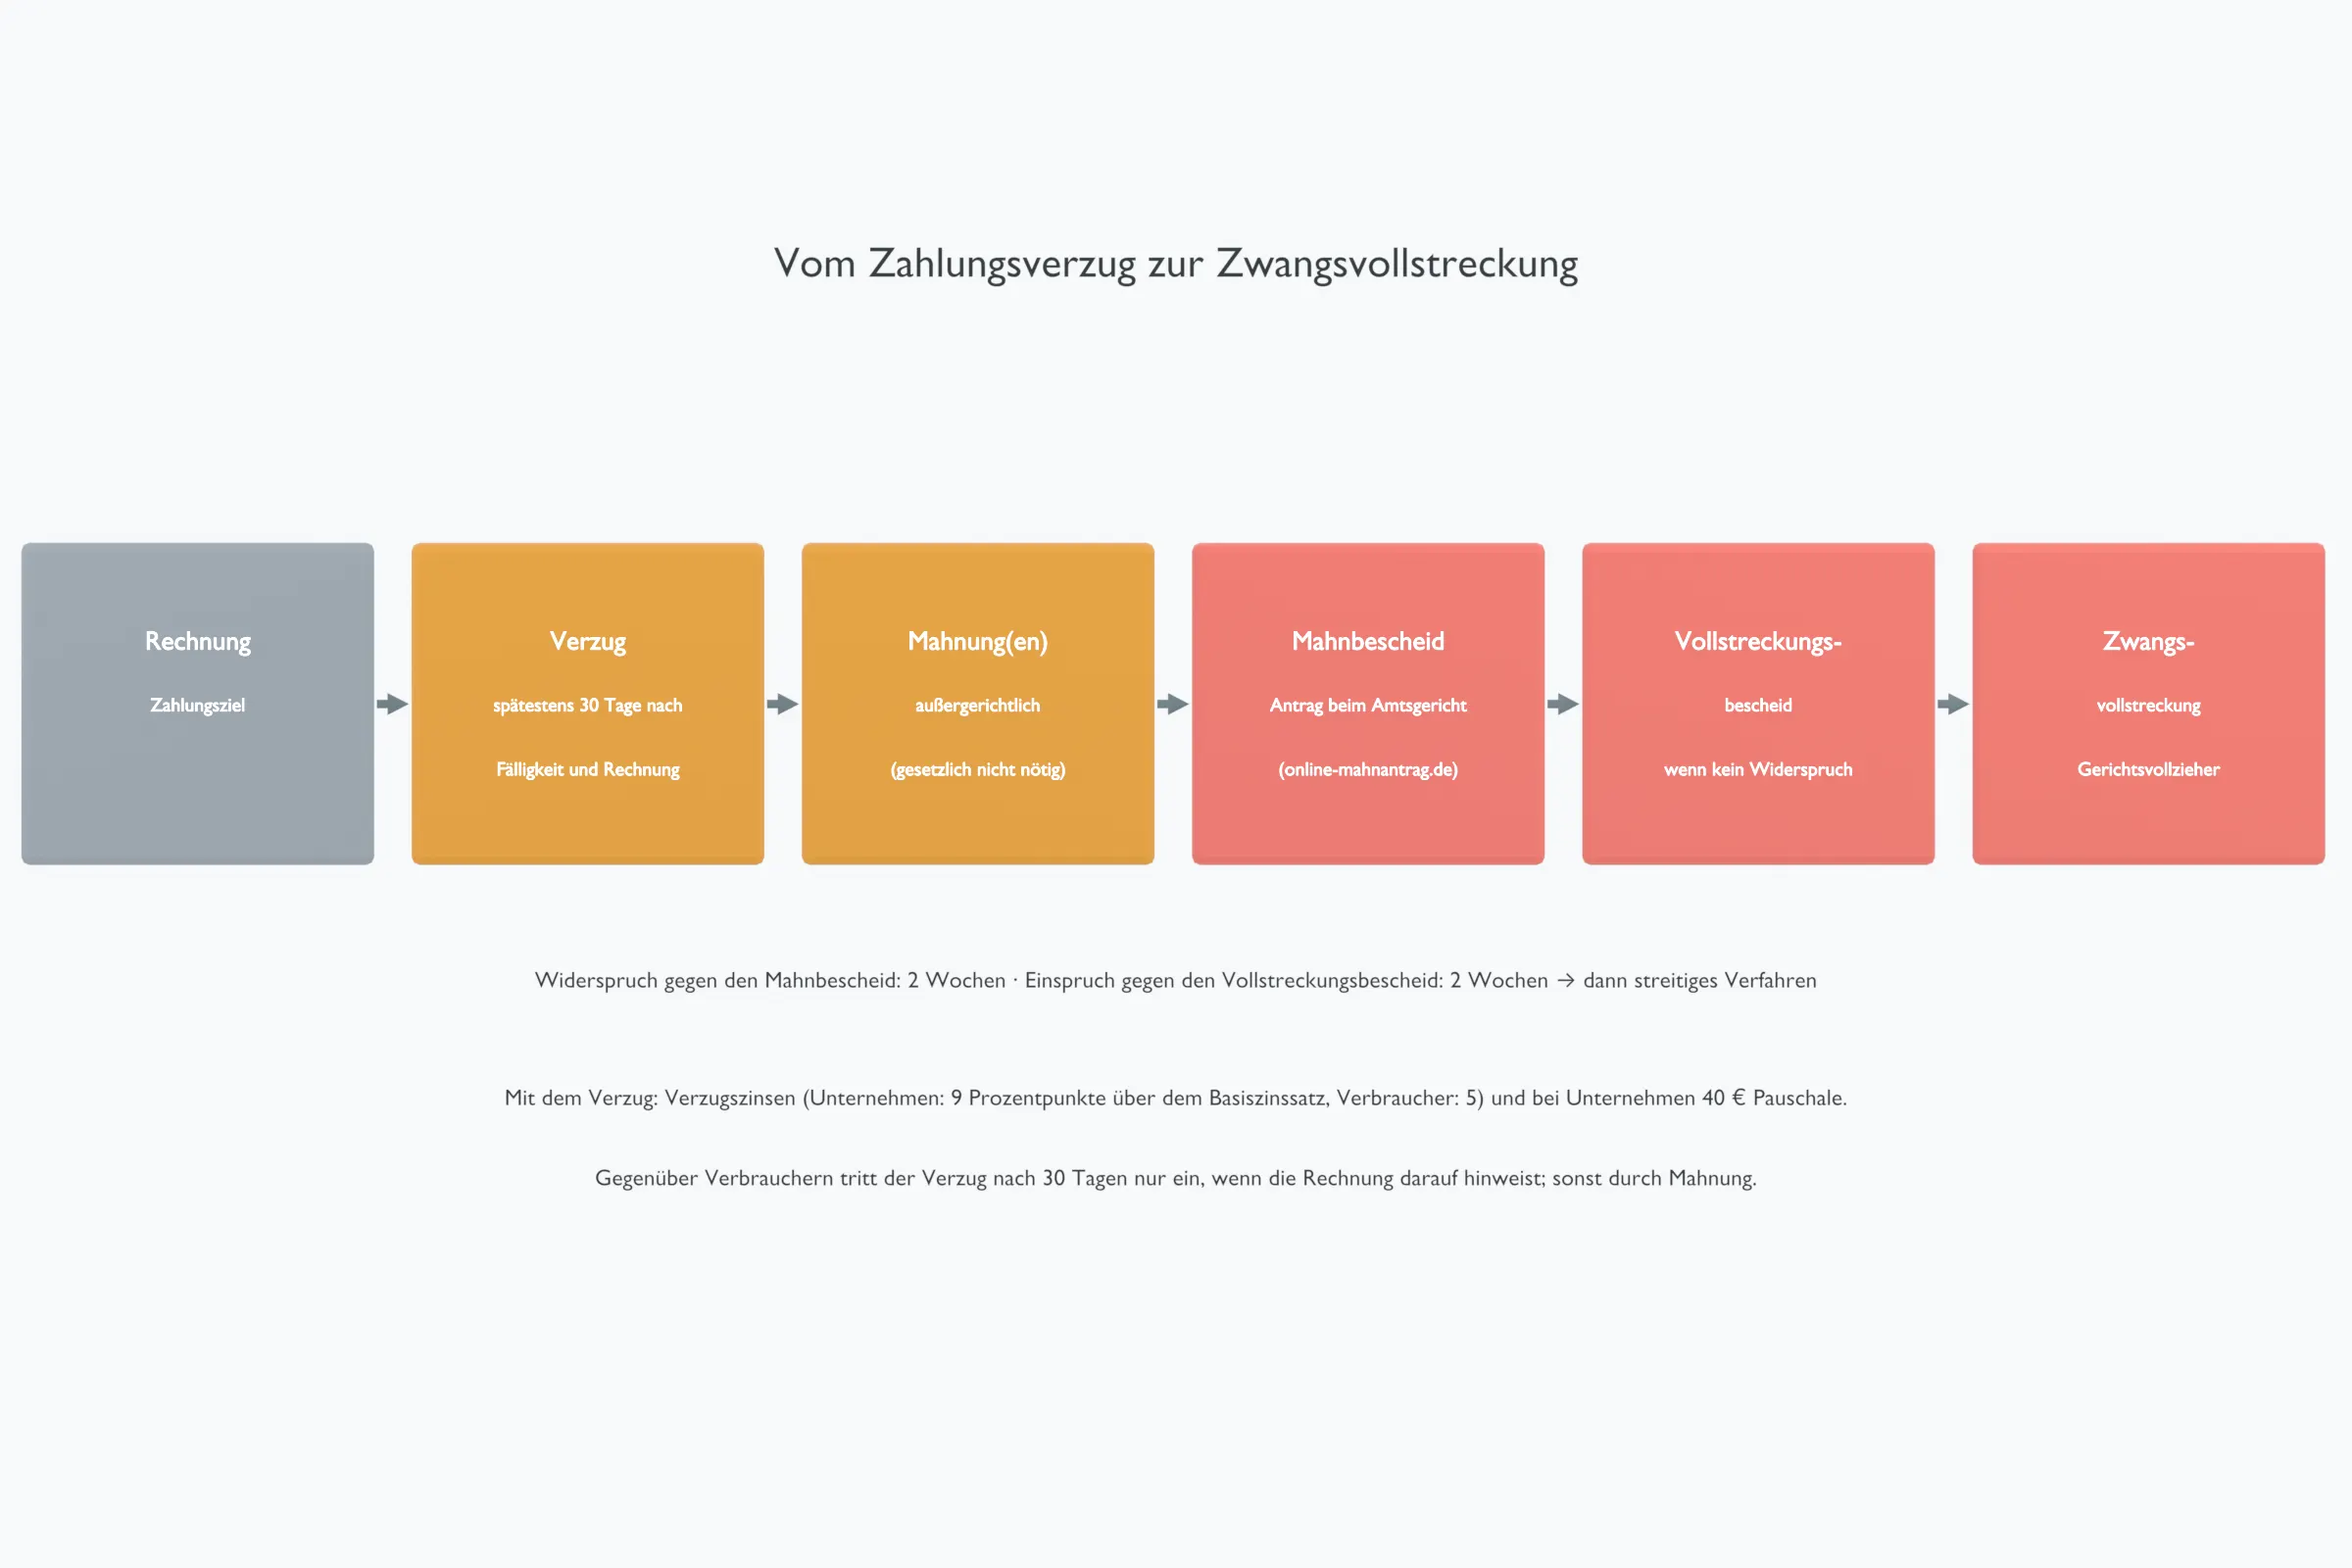 Vom Zahlungsverzug zur Zwangsvollstreckung
Rechnung
Zahlungsziel
Verzug
spätestens 30 Tage nach
Fälligkeit und Rechnung
Mahnung(en)
außergerichtlich
(gesetzlich nicht nötig)
Mahnbescheid
Antrag beim Amtsgericht
(online-mahnantrag.de)
Vollstreckungs-
bescheid
wenn kein Widerspruch
Zwangs-
vollstreckung
Gerichtsvollzieher
Widerspruch gegen den Mahnbescheid: 2 Wochen · Einspruch gegen den Vollstreckungsbescheid: 2 Wochen → dann streitiges Verfahren
Mit dem Verzug: Verzugszinsen (Unternehmen: 9 Prozentpunkte über dem Basiszinssatz, Verbraucher: 5) und bei Unternehmen 40 € Pauschale.
Gegenüber Verbrauchern tritt der Verzug nach 30 Tagen nur ein, wenn die Rechnung darauf hinweist; sonst durch Mahnung.